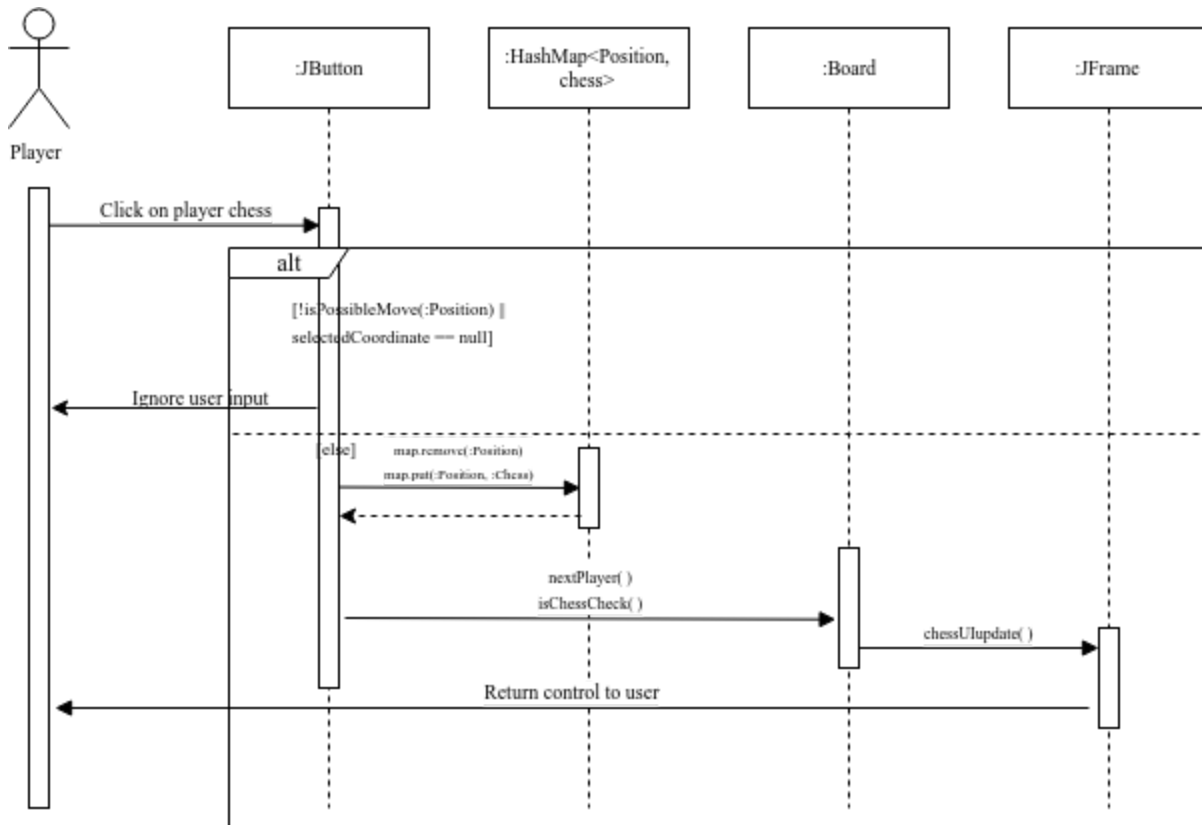 :JButton
:HashMap<Position,
chess>
:Board
:JFrame
Player
Click on player chess
alt
[!isPossibleMove(:Position) ||
selectedCoordinate == null]
Ignore user input
[else]
map.remove(:Position)
map.put(:Position, :Chess)
nextPlayer( )
isChessCheck( )
chessUIupdate( )
Return control to user